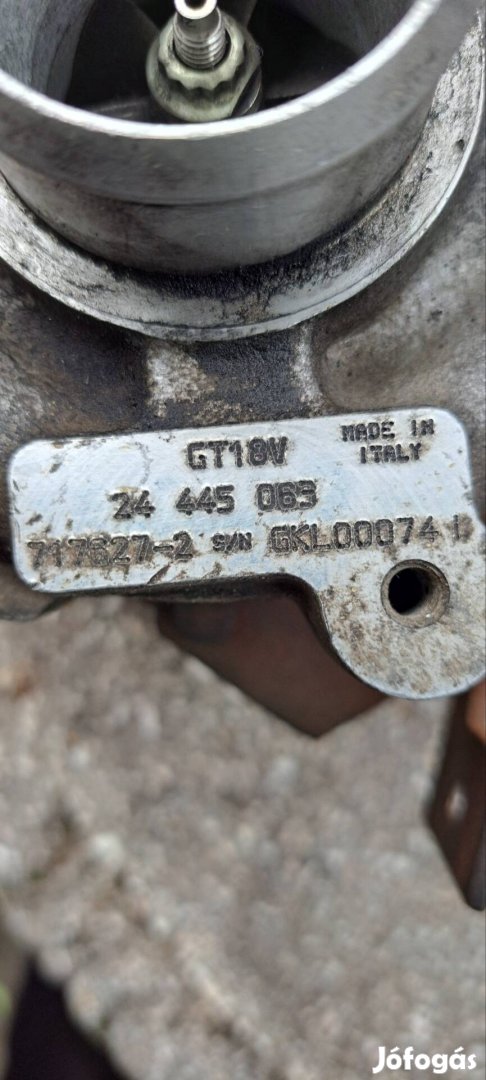 GT18V MADE IN
ITALY
24 445 063
717627-2 S/N GKL00074
Jófogás